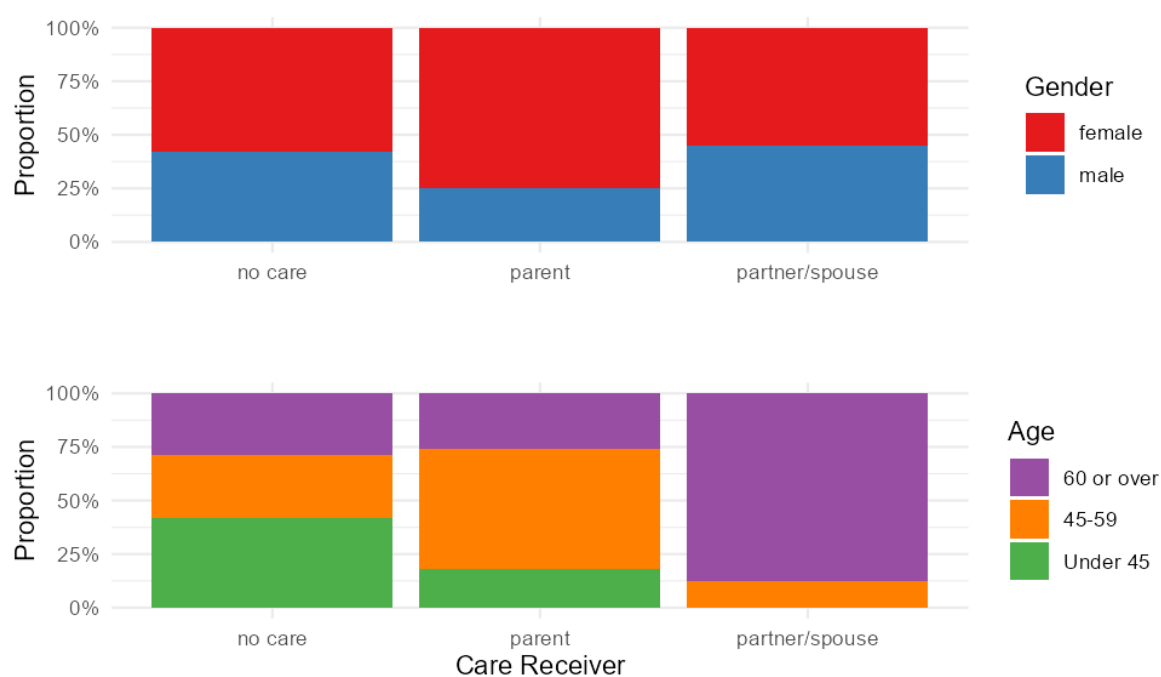 100%
75%
50%
25%
0%
Proportion
no care parent partner/spouse
Gender
female
male
100%
75%
50%
25%
0%
Proportion
no care parent partner/spouse
Care Receiver
Age
60 or over
45-59
Under 45